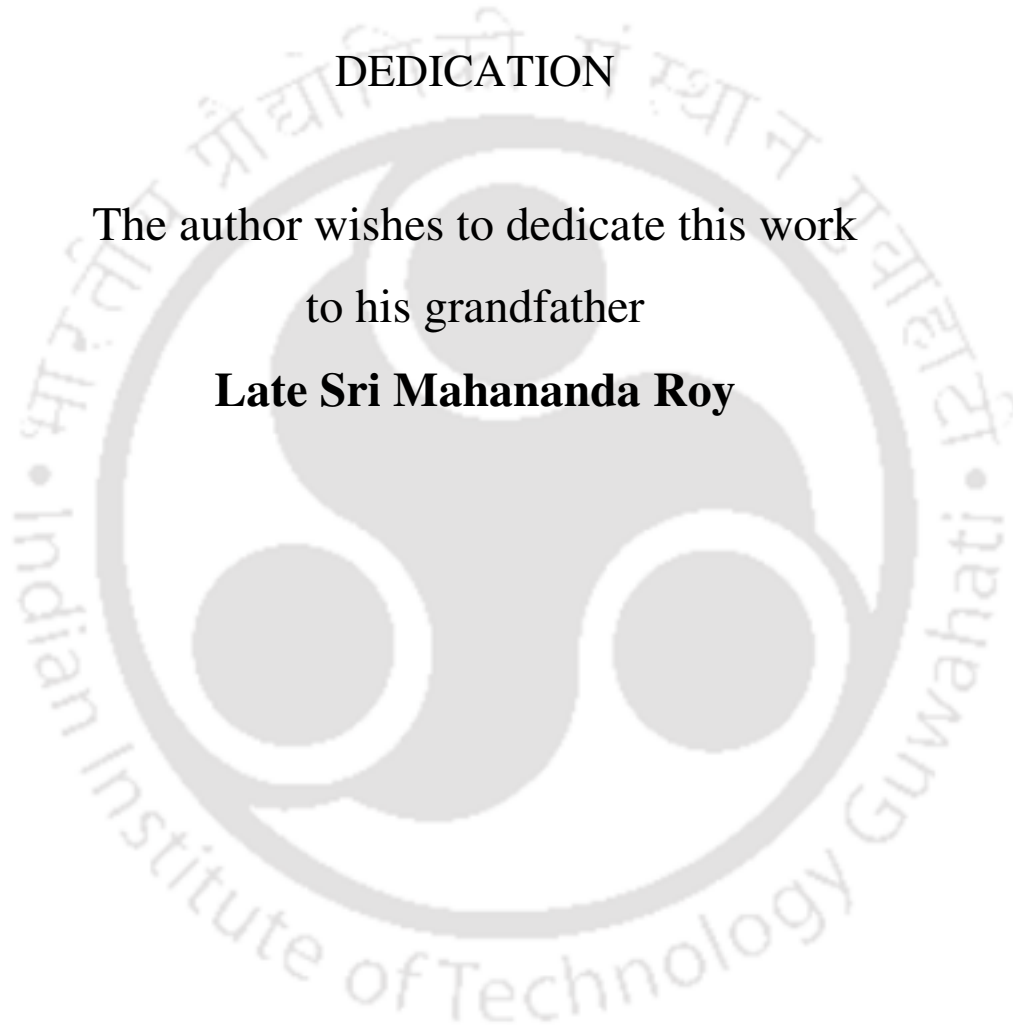 DEDICATION
The author wishes to dedicate this work
to his grandfather
Late Sri Mahananda Roy
भारतीय प्रौद्योगिकी संस्थान गुवाहाटी
• Indian Institute of Technology Guwahati •